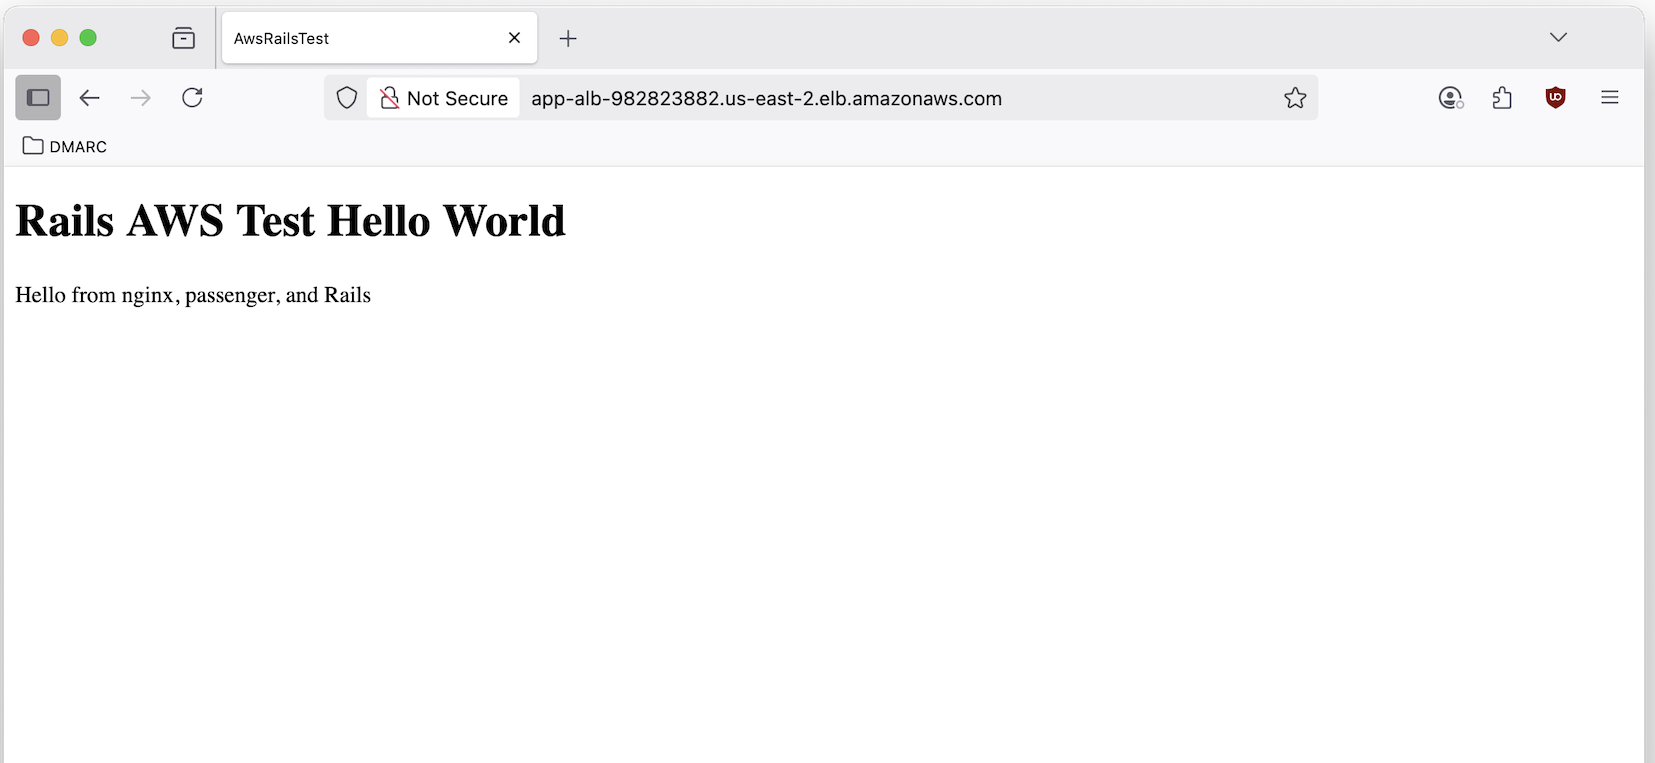 AwsRailsTest
Not Secure app-alb-982823882.us-east-2.elb.amazonaws.com
DMARC
Rails AWS Test Hello World
Hello from nginx, passenger, and Rails